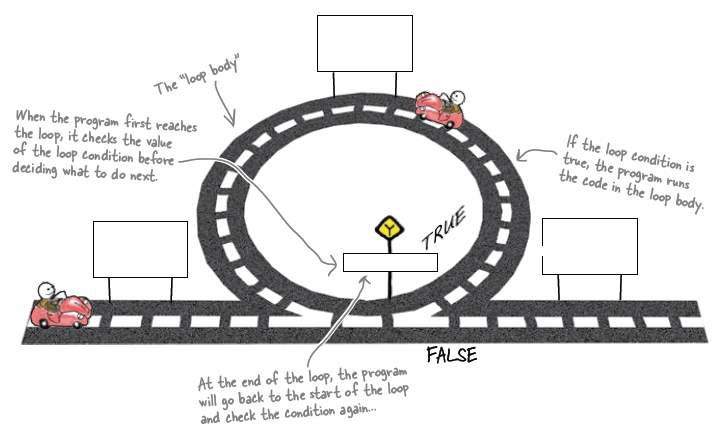 The "loop body"
When the program first reaches
the loop, it checks the value
of the loop condition before
deciding what to do next.
If the loop condition is
true, the program runs
the code in the loop body.
Y
TRUE
FALSE
At the end of the loop, the program
will go back to the start of the loop
and check the condition again...